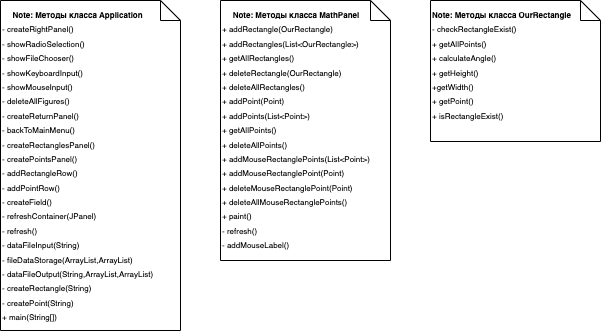 Note: Методы класса Application
- createRightPanel()
- showRadioSelection()
- showFileChooser()
- showKeyboardInput()
- showMouseInput()
- deleteAllFigures()
- createReturnPanel()
- backToMainMenu()
- createRectanglesPanel()
- createPointsPanel()
- addRectangleRow()
- addPointRow()
- createField()
- refreshContainer(JPanel)
- refresh()
- dataFileInput(String)
- fileDataStorage(ArrayList,ArrayList)
- dataFileOutput(String,ArrayList,ArrayList)
- createRectangle(String)
- createPoint(String)
+ main(String[])
Note: Методы класса MathPanel
+ addRectangle(OurRectangle)
+ addRectangles(List<OurRectangle>)
+ getAllRectangles()
+ deleteRectangle(OurRectangle)
+ deleteAllRectangles()
+ addPoint(Point)
+ addPoints(List<Point>)
+ getAllPoints()
+ deleteAllPoints()
+ addMouseRectanglePoints(List<Point>)
+ addMouseRectanglePoint(Point)
+ deleteMouseRectanglePoint(Point)
+ deleteAllMouseRectanglePoints()
+ paint()
- refresh()
- addMouseLabel()
Note: Методы класса OurRectangle
- checkRectangleExist()
+ getAllPoints()
+ calculateAngle()
+ getHeight()
+getWidth()
+ getPoint()
+ isRectangleExist()